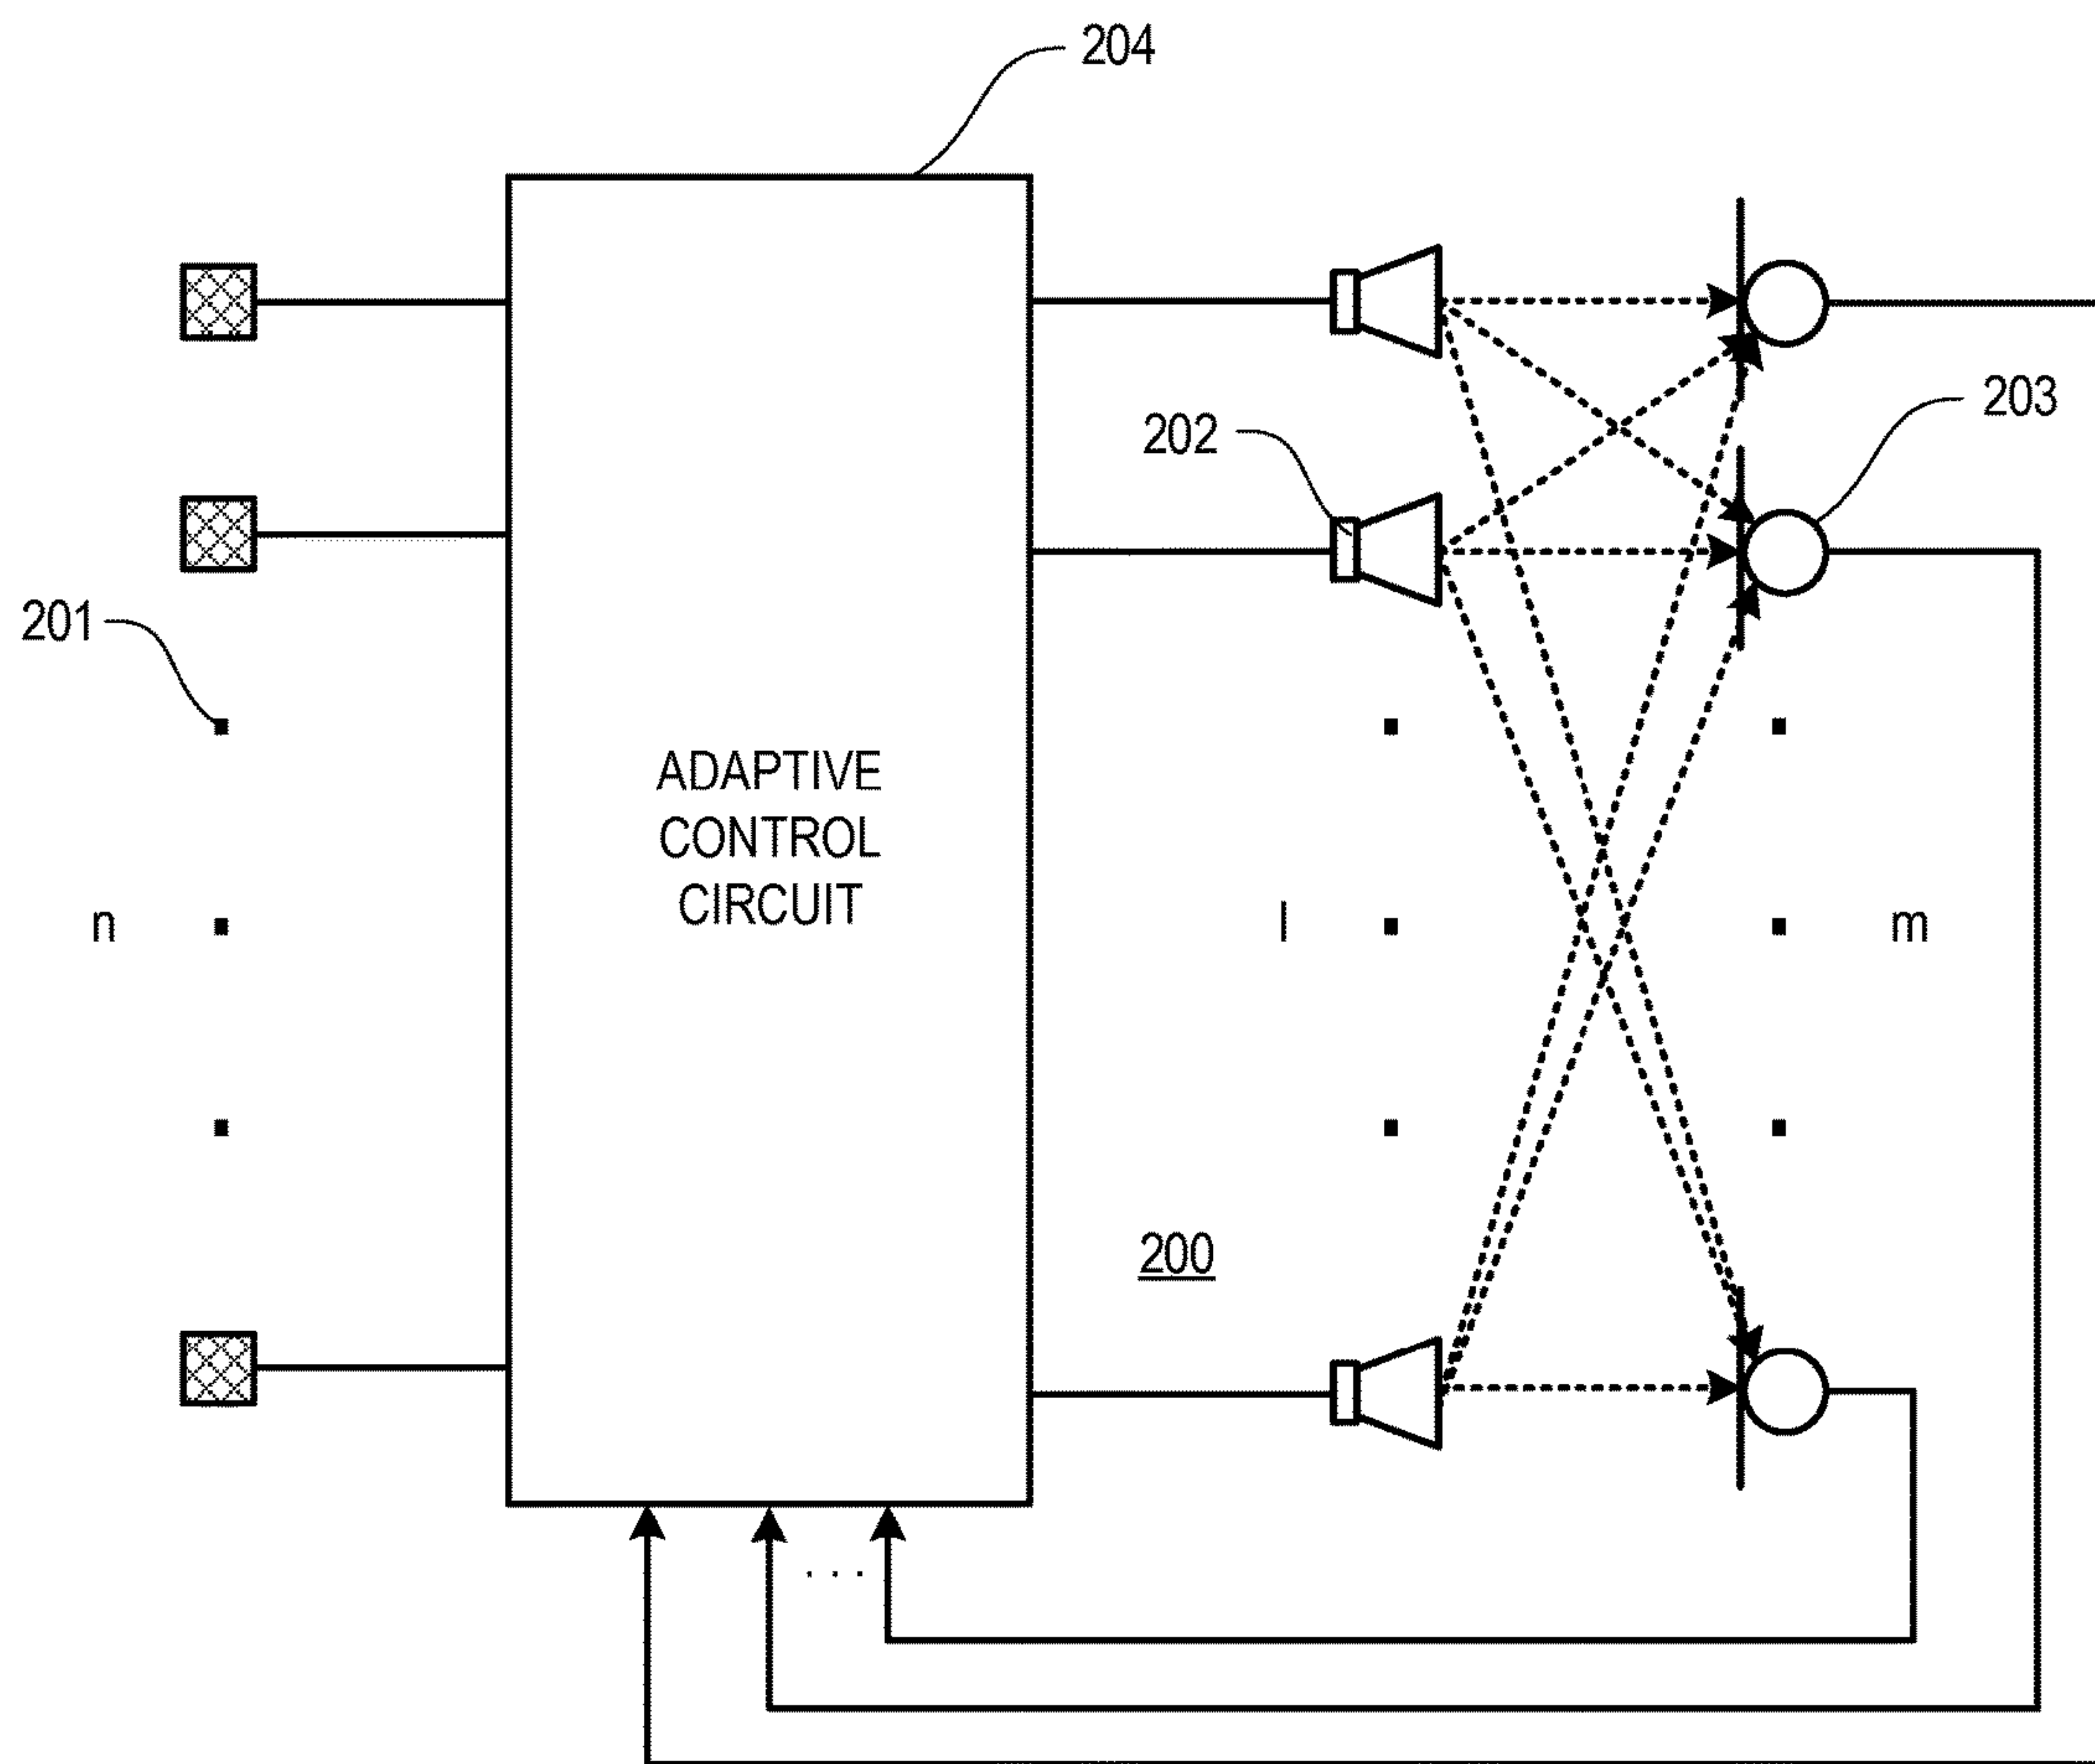 204
202
203
201
ADAPTIVE
CONTROL
CIRCUIT
n
l
m
200
. . .